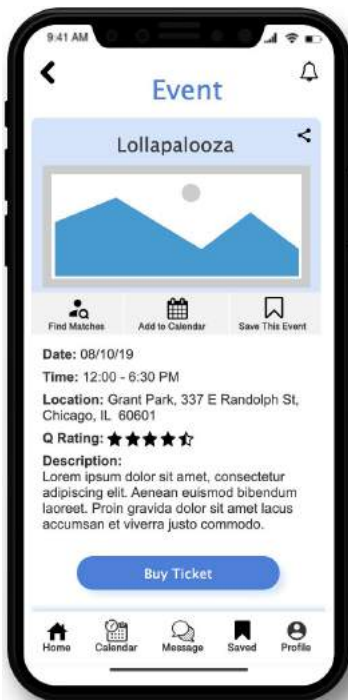 9:41 AM
Event
Lollapalooza
Find Matches
Add to Calendar
Save This Event
Date: 08/10/19
Time: 12:00 - 6:30 PM
Location: Grant Park, 337 E Randolph St,
Chicago, IL 60601
Q Rating:
Description:
Lorem ipsum dolor sit amet, consectetur
adipiscing elit. Aenean euismod bibendum
laoreet. Proin gravida dolor sit amet lacus
accumsan et viverra justo commodo.
Buy Ticket
Home
Calendar
Message
Saved
Profile